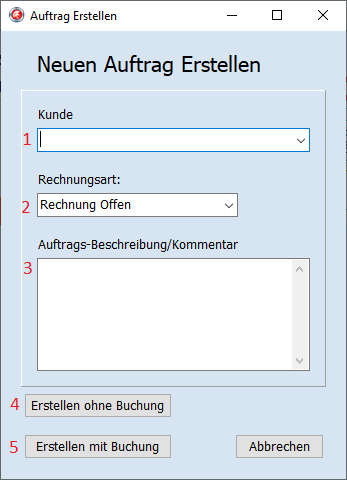 Auftrag Erstellen
Neuen Auftrag Erstellen
Kunde
1
Rechnungsart:
2 Rechnung Offen
Auftrags-Beschreibung/Kommentar
3
4 Erstellen ohne Buchung
5 Erstellen mit Buchung Abbrechen